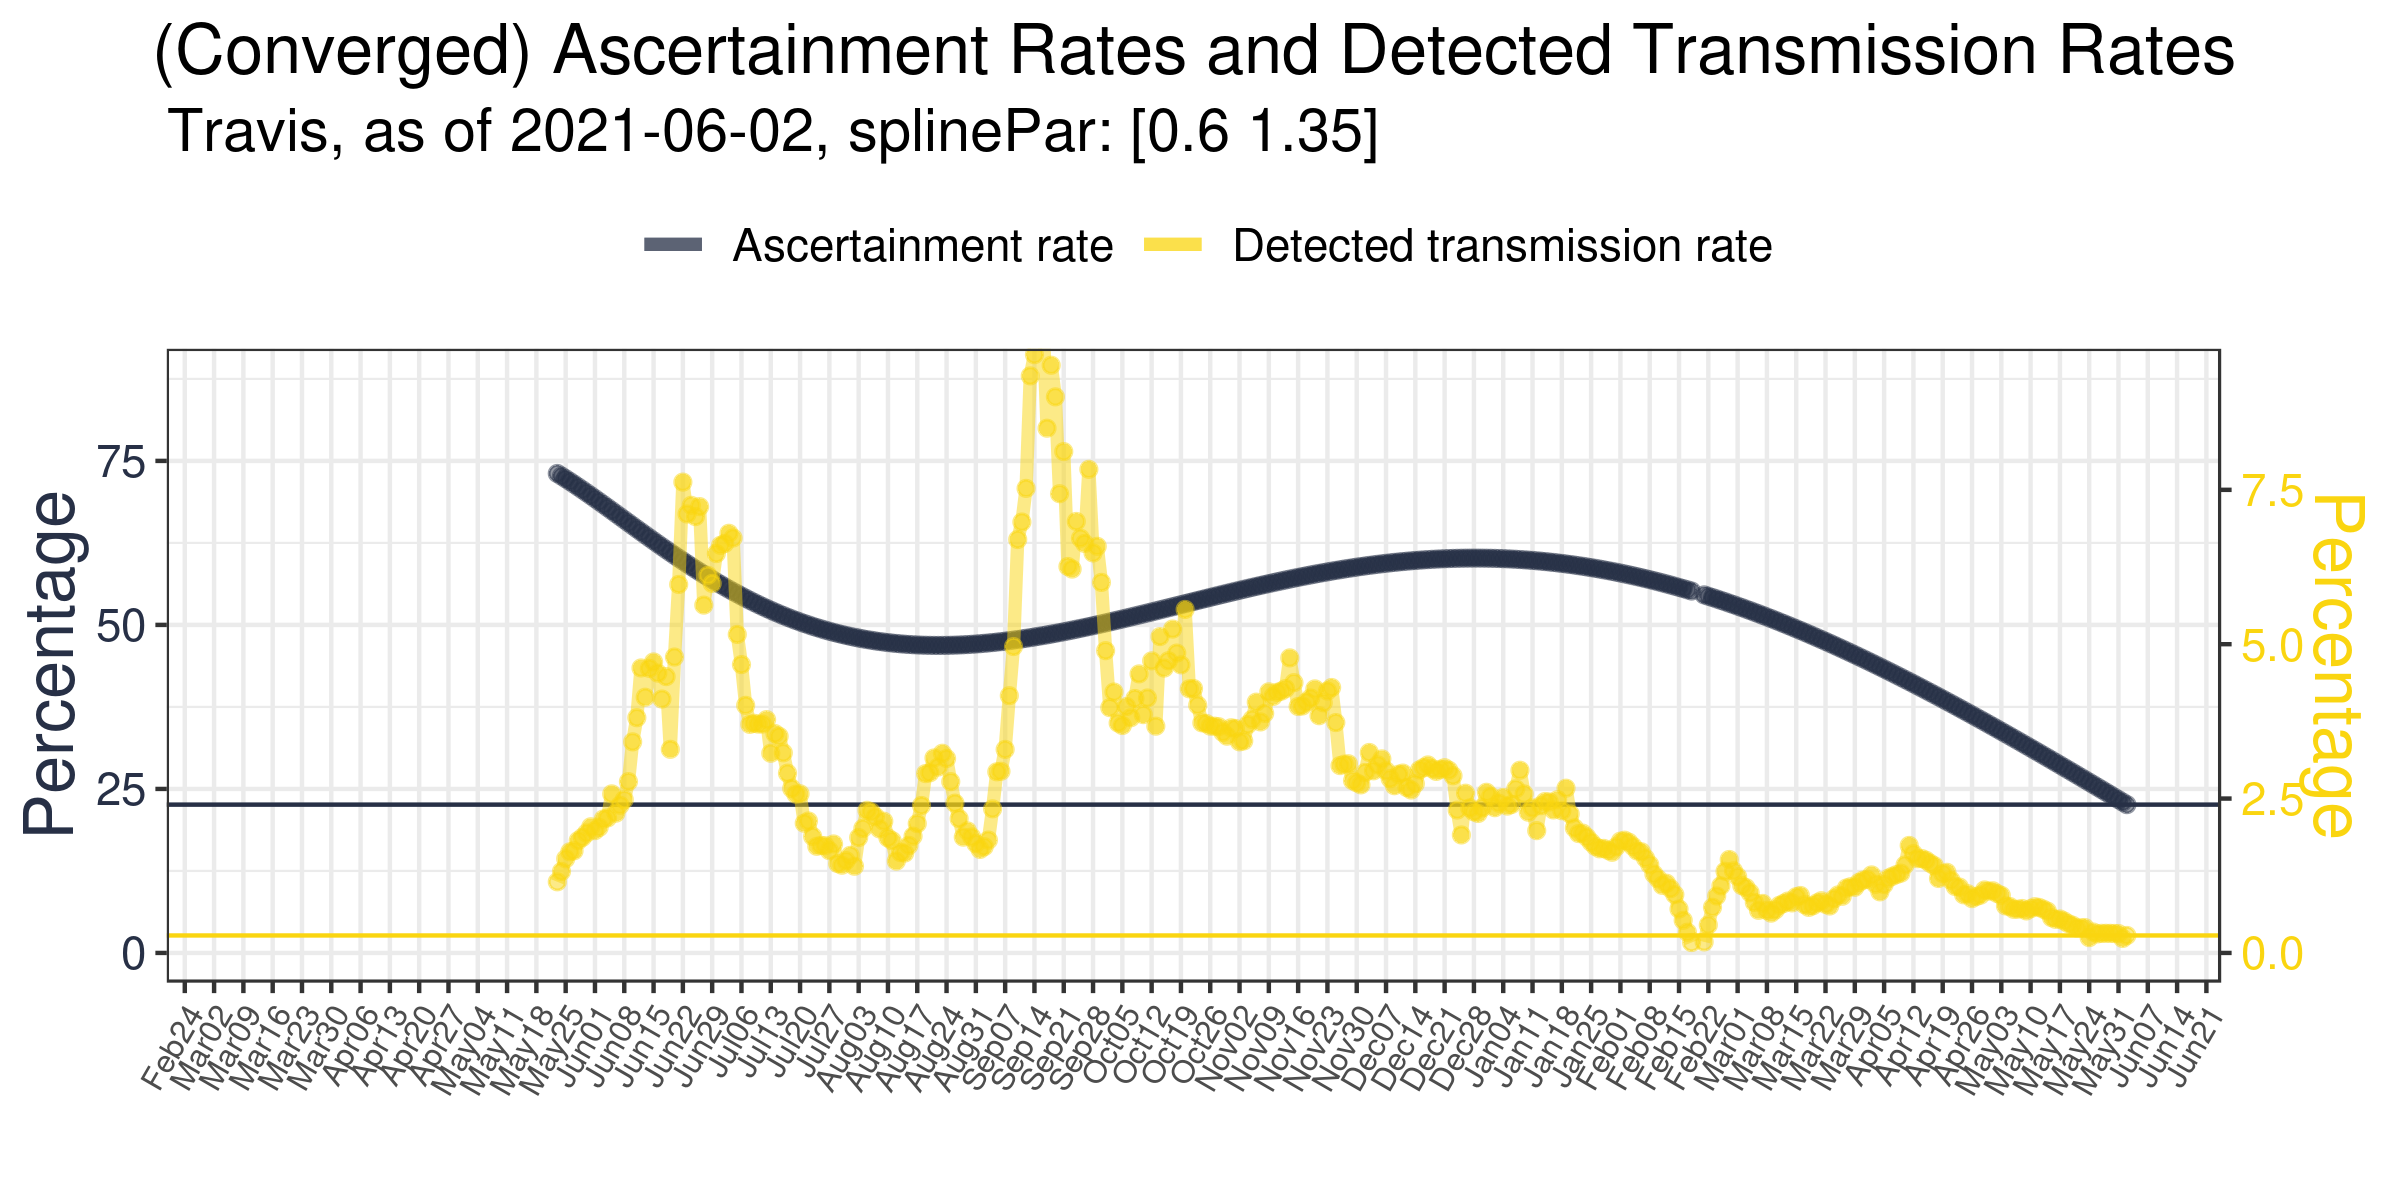 (Converged) Ascertainment Rates and Detected Transmission Rates
Travis, as of 2021-06-02, splinePar: [0.6 1.35]
Ascertainment rate Detected transmission rate
Percentage
75
50
25
0
7.5
5.0
2.5
0.0
Percentage
Feb24 Mar02 Mar09 Mar16 Mar23 Mar30 Apr06 Apr13 Apr20 Apr27 May04 May11 May18 May25 Jun01 Jun08 Jun15 Jun22 Jun29 Jul06 Jul13 Jul20 Jul27 Aug03 Aug10 Aug17 Aug24 Aug31 Sep07 Sep14 Sep21 Sep28 Oct05 Oct12 Oct19 Oct26 Nov02 Nov09 Nov16 Nov23 Nov30 Dec07 Dec14 Dec21 Dec28 Jan04 Jan11 Jan18 Jan25 Feb01 Feb08 Feb15 Feb22 Mar01 Mar08 Mar15 Mar22 Mar29 Apr05 Apr12 Apr19 Apr26 May03 May10 May17 May24 May31 Jun07 Jun14 Jun21